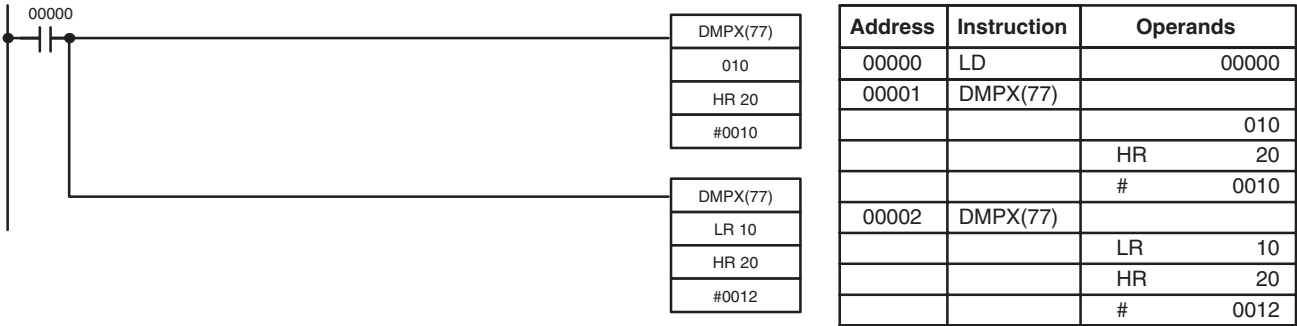 00000
DMPX(77)
010
HR 20
#0010
DMPX(77)
LR 10
HR 20
#0012
Address Instruction Operands
00000 LD 00000
00001 DMPX(77)
010
HR 20
# 0010
00002 DMPX(77)
LR 10
HR 20
# 0012